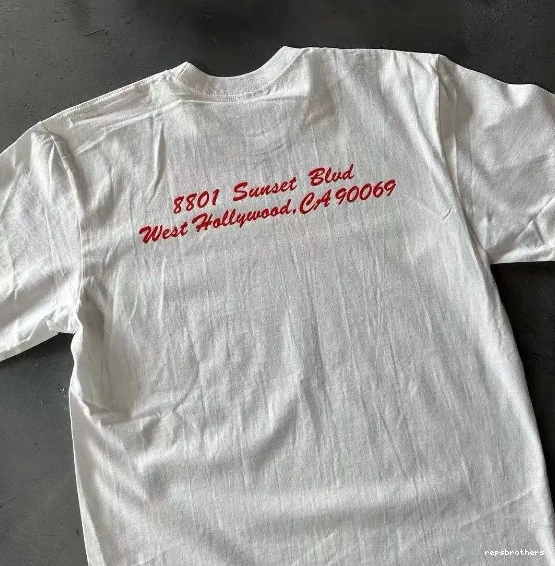 8801 Sunset Blvd
West Hollywood, CA 90069
repsbrothers